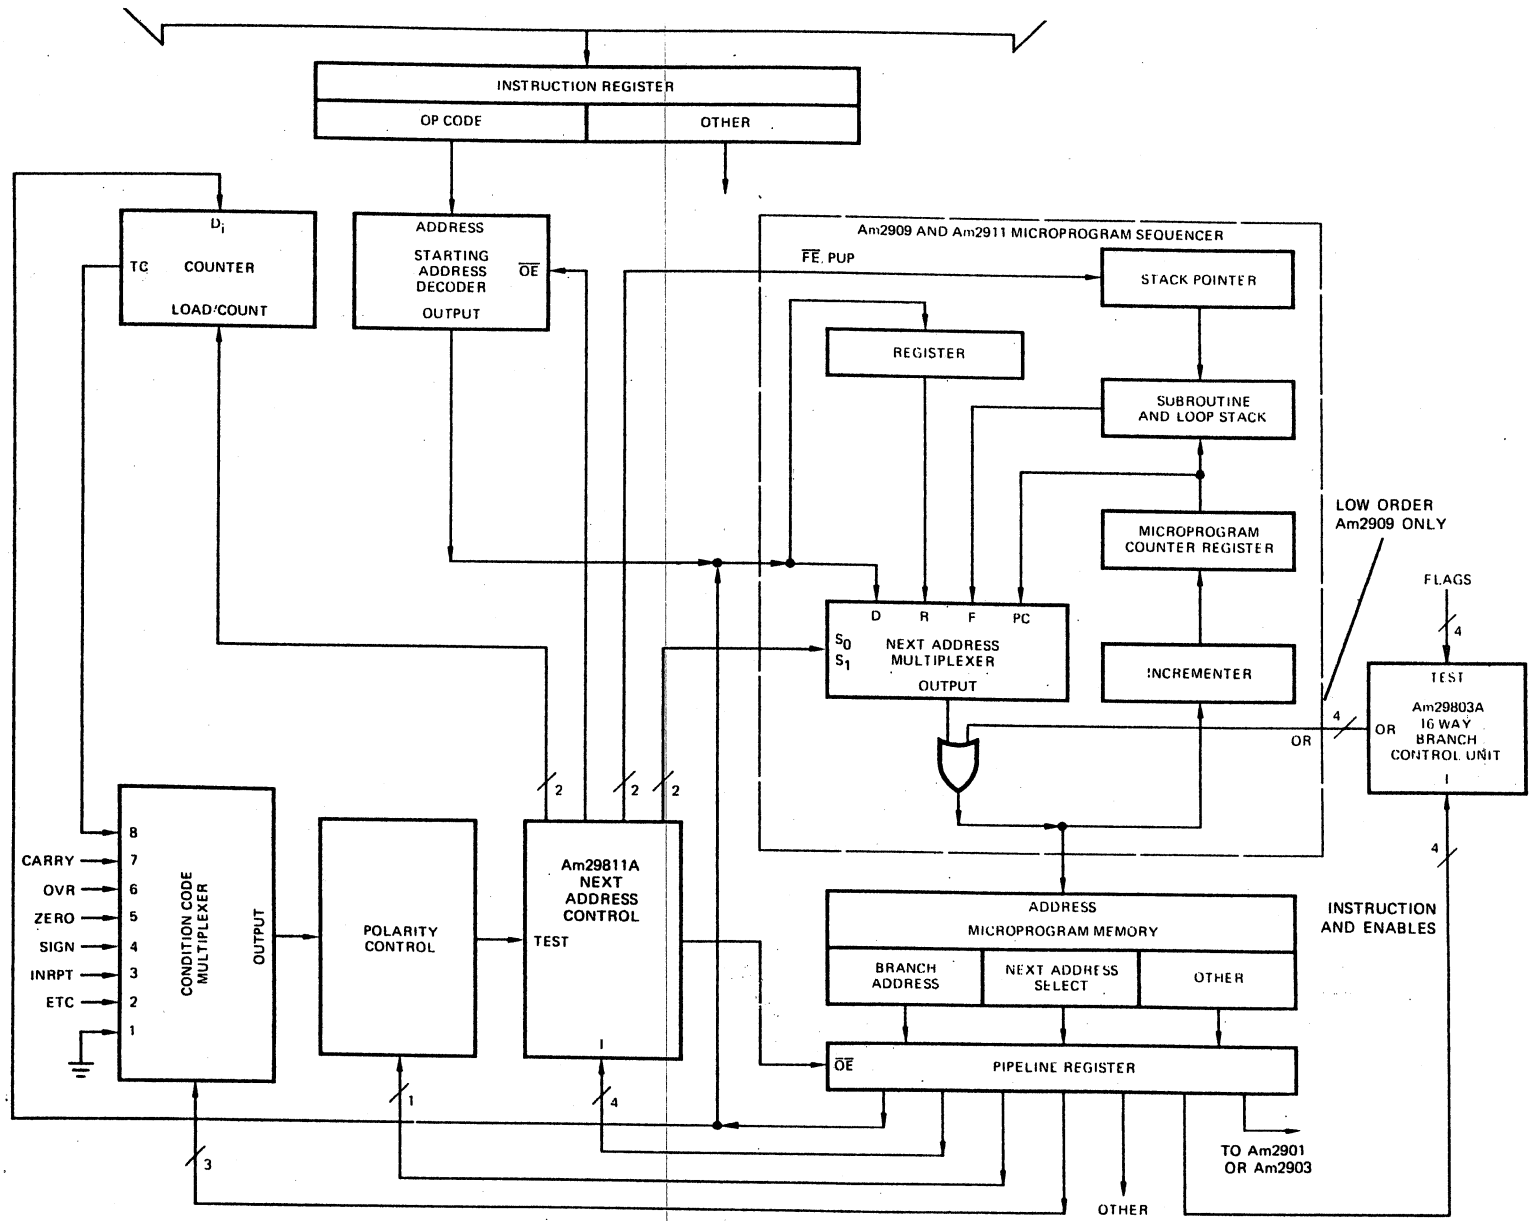 INSTRUCTION REGISTER
OP CODE
OTHER
Di
TC
COUNTER
LOAD/COUNT
ADDRESS
STARTING
ADDRESS
DECODER
OE
OUTPUT
Am2909 AND Am2911 MICROPROGRAM SEQUENCER
FE, PUP
STACK POINTER
REGISTER
SUBROUTINE
AND LOOP STACK
MICROPROGRAM
COUNTER REGISTER
LOW ORDER
Am2909 ONLY
FLAGS
4
D
R
F
PC
S0
S1
NEXT ADDRESS
MULTIPLEXER
OUTPUT
INCREMENTER
TEST
Am29803A
16 WAY
BRANCH
CONTROL UNIT
OR
I
4
OR
4
2
2
2
8
CARRY
7
OVR
6
ZERO
5
SIGN
4
INRPT
3
ETC
2
1
CONDITION CODE
MULTIPLEXER
OUTPUT
POLARITY
CONTROL
Am29811A
NEXT
ADDRESS
CONTROL
TEST
I
ADDRESS
MICROPROGRAM MEMORY
BRANCH
ADDRESS
NEXT ADDRESS
SELECT
OTHER
INSTRUCTION
AND ENABLES
OE
PIPELINE REGISTER
1
4
3
OTHER
TO Am2901
OR Am2903